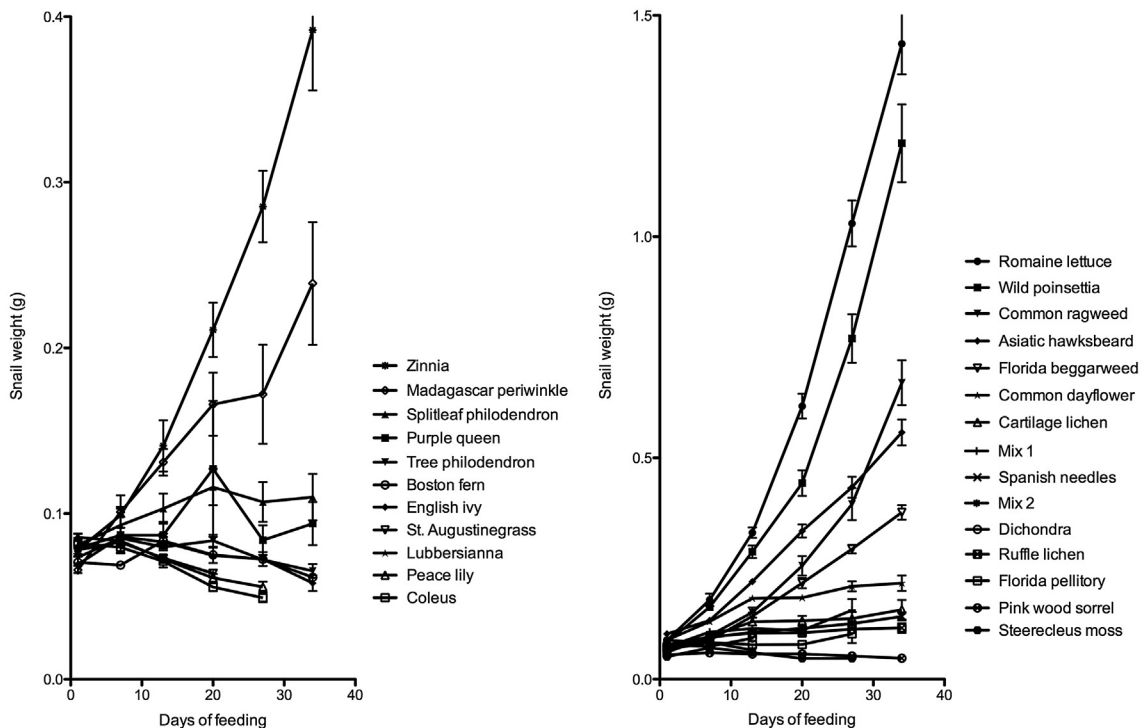 0.4
0.3
0.2
0.1
0.0
0
10
20
30
40
Snail weight (g)
Days of feeding
Zinnia
Madagascar periwinkle
Splitleaf philodendron
Purple queen
Tree philodendron
Boston fern
English ivy
St. Augustinegrass
Lubbersianna
Peace lily
Coleus
1.5
1.0
0.5
0.0
0
10
20
30
40
Snail weight (g)
Days of feeding
Romaine lettuce
Wild poinsettia
Common ragweed
Asiatic hawksbeard
Florida beggarweed
Common dayflower
Cartilage lichen
Mix 1
Spanish needles
Mix 2
Dichondra
Ruffle lichen
Florida pellitory
Pink wood sorrel
Steerecleus moss